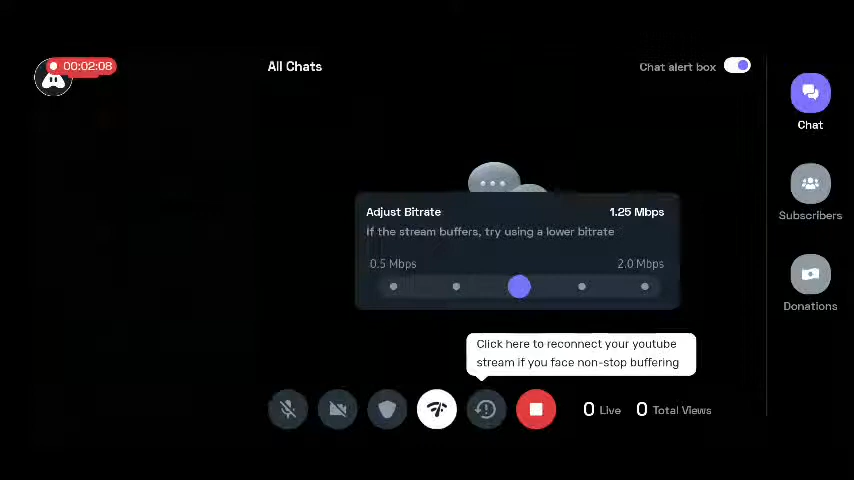 00:02:08
All Chats
Chat alert box
Chat
Adjust Bitrate
1.25 Mbps
If the stream buffers, try using a lower bitrate
0.5 Mbps
2.0 Mbps
Subscribers
Donations
Click here to reconnect your youtube
stream if you face non-stop buffering
0 Live
0 Total Views